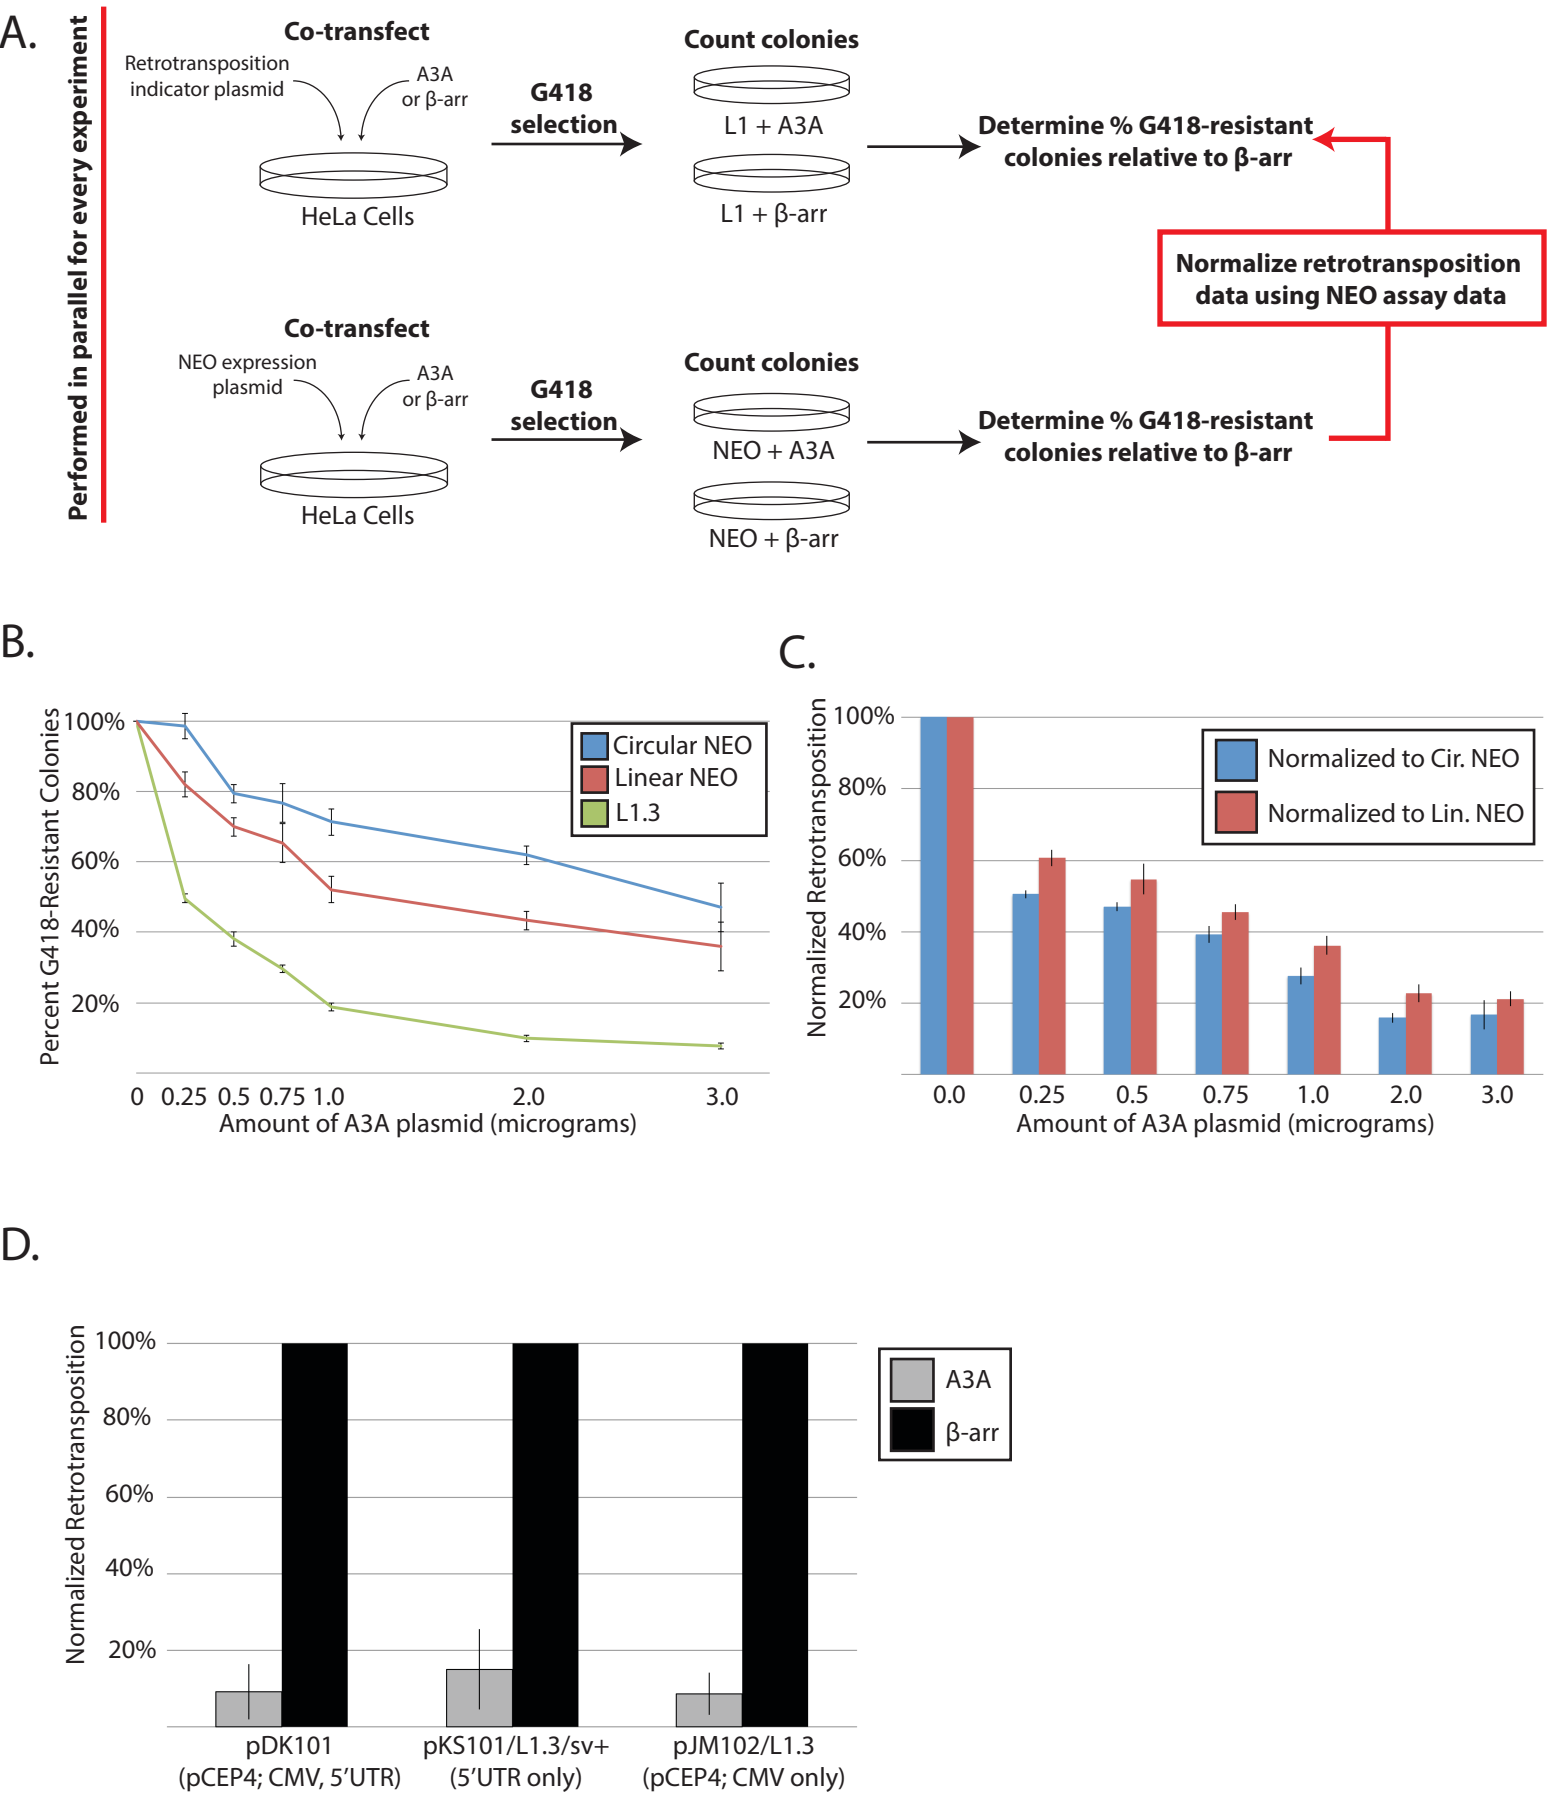 A.
Performed in parallel for every experiment
Co-transfect
Retrotransposition
indicator plasmid
A3A
or β-arr
HeLa Cells
G418
selection
Count colonies
L1 + A3A
L1 + β-arr
Determine % G418-resistant
colonies relative to β-arr
Normalize retrotransposition
data using NEO assay data
Co-transfect
NEO expression
plasmid
A3A
or β-arr
HeLa Cells
G418
selection
Count colonies
NEO + A3A
NEO + β-arr
Determine % G418-resistant
colonies relative to β-arr
B.
Percent G418-Resistant Colonies
100%
80%
60%
40%
20%
Circular NEO
Linear NEO
L1.3
0 0.25 0.5 0.75 1.0 2.0 3.0
Amount of A3A plasmid (micrograms)
C.
Normalized Retrotransposition
100%
80%
60%
40%
20%
Normalized to Cir. NEO
Normalized to Lin. NEO
0.0 0.25 0.5 0.75 1.0 2.0 3.0
Amount of A3A plasmid (micrograms)
D.
Normalized Retrotransposition
100%
80%
60%
40%
20%
A3A
β-arr
pDK101
(pCEP4; CMV, 5’UTR)
pKS101/L1.3/sv+
(5’UTR only)
pJM102/L1.3
(pCEP4; CMV only)